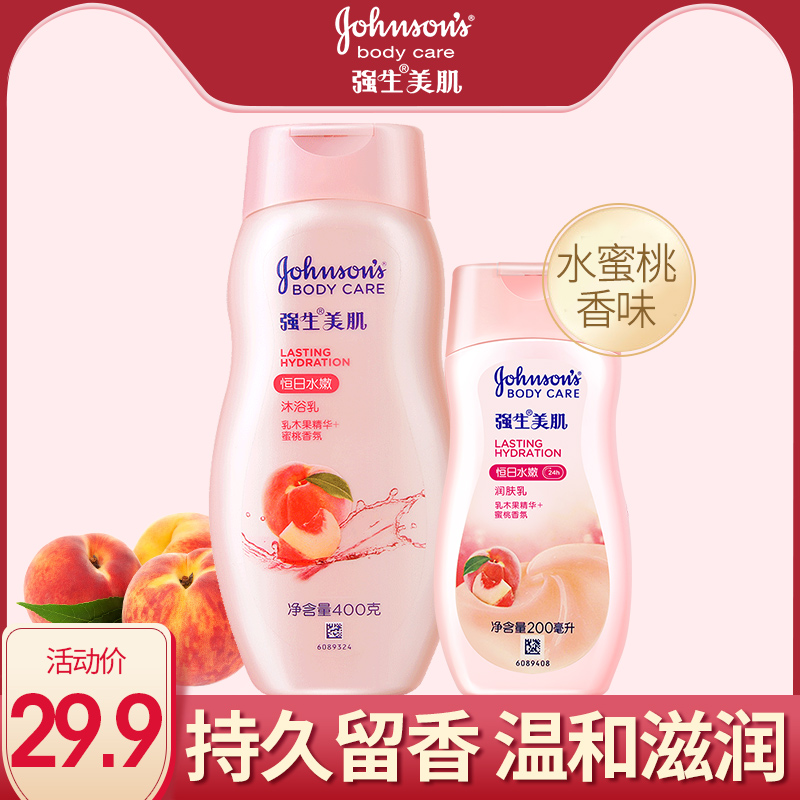 Johnson's®
body care
强生®美肌
水蜜桃
香味
Johnson's®
BODY CARE
强生®美肌
LASTING
HYDRATION
恒日水嫩
沐浴乳
乳木果精华+
蜜桃香氛
净含量400克
6089324
Johnson's®
BODY CARE
强生®美肌
LASTING
HYDRATION
恒日水嫩 24h
润肤乳
乳木果精华+
蜜桃香氛
净含量200毫升
6089408
活动价
29.9
持久留香 温和滋润